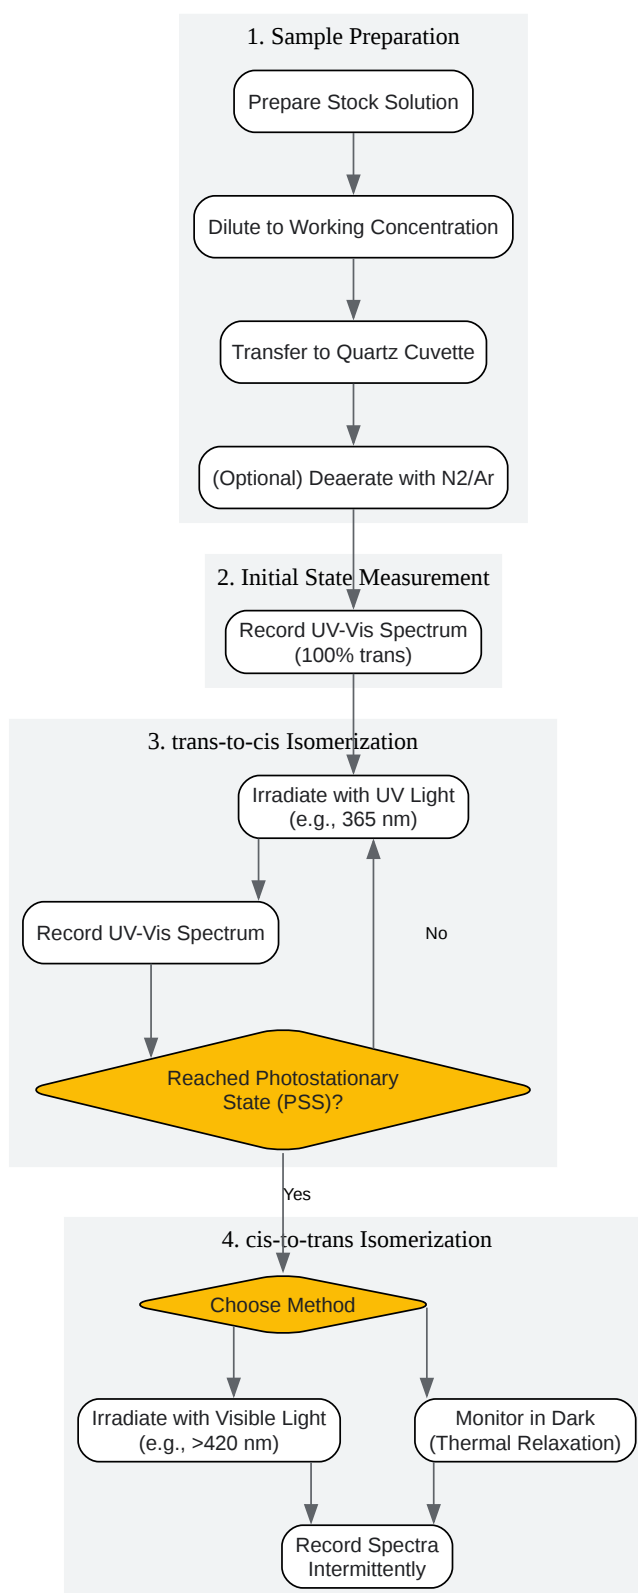 1. Sample Preparation
Prepare Stock Solution
Dilute to Working Concentration
Transfer to Quartz Cuvette
(Optional) Deaerate with N2/Ar
2. Initial State Measurement
Record UV-Vis Spectrum
(100% trans)
3. trans-to-cis Isomerization
Irradiate with UV Light
(e.g., 365 nm)
Record UV-Vis Spectrum
No
Reached Photostationary
State (PSS)?
Yes
4. cis-to-trans Isomerization
Choose Method
Irradiate with Visible Light
(e.g., >420 nm)
Monitor in Dark
(Thermal Relaxation)
Record Spectra
Intermittently